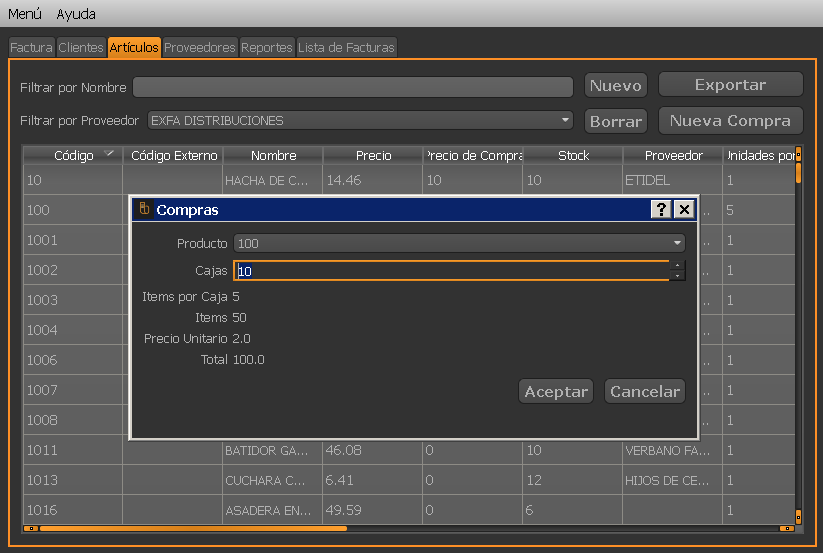 Menú Ayuda
Factura Clientes Artículos Proveedores Reportes Lista de Facturas
Filtrar por Nombre Nuevo Exportar
Filtrar por Proveedor EXFA DISTRIBUCIONES Borrar Nueva Compra
Código Código Externo Nombre Precio Precio de Compra Stock Proveedor Unidades por
10 HACHA DE C... 14.46 10 10 ETIDEL 1
100 .. 5
1001 .. 1
1002 .. 1
1003 .. 1
1004 .. 1
1006 .. 1
1007 .. 1
1008 .. 1
1011 BATIDOR GA... 46.08 0 10 VERBANO FA... 1
1013 CUCHARA C... 6.41 0 12 HIJOS DE CE... 1
1016 ASADERA EN... 49.59 0 6 1
Compras ?
Producto 100
Cajas 10
Items por Caja 5
Items 50
Precio Unitario 2.0
Total 100.0
Aceptar Cancelar